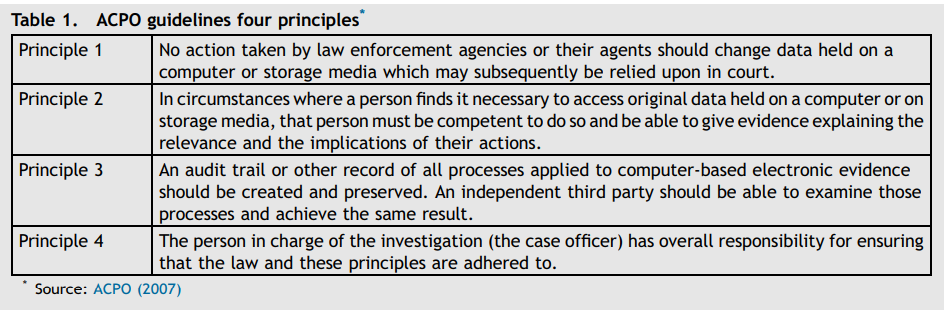 Table 1. ACPO guidelines four principles*
Principle 1
No action taken by law enforcement agencies or their agents should change data held on a
computer or storage media which may subsequently be relied upon in court.
Principle 2
In circumstances where a person finds it necessary to access original data held on a computer or on
storage media, that person must be competent to do so and be able to give evidence explaining the
relevance and the implications of their actions.
Principle 3
An audit trail or other record of all processes applied to computer-based electronic evidence
should be created and preserved. An independent third party should be able to examine those
processes and achieve the same result.
Principle 4
The person in charge of the investigation (the case officer) has overall responsibility for ensuring
that the law and these principles are adhered to.
* Source: ACPO (2007)